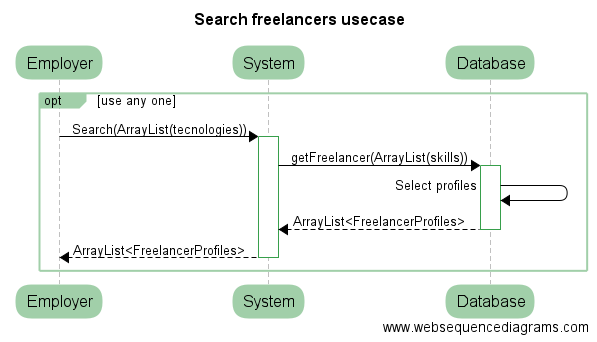 Search freelancers usecase
Employer System Database
opt [use any one]
Search(ArrayList(tecnologies))
getFreelancer(ArrayList(skills))
Select profiles
ArrayList<FreelancerProfiles>
ArrayList<FreelancerProfiles>
Employer System Database
www.websequencediagrams.com